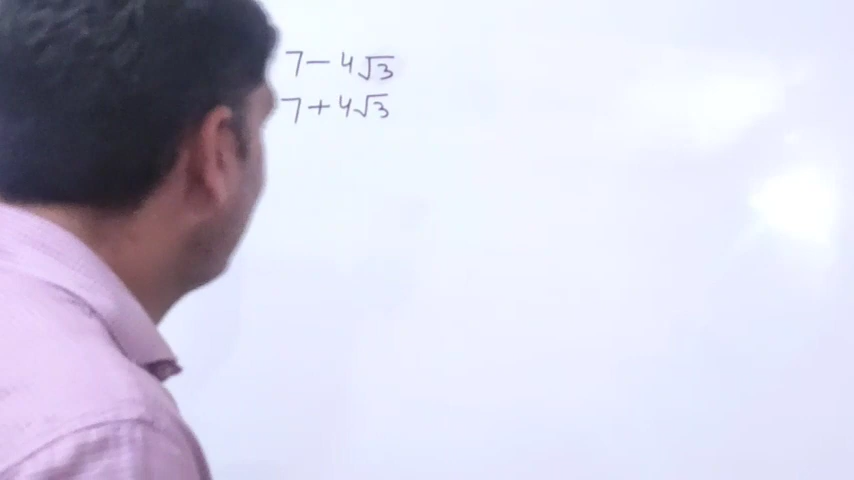 7 - 4√3
7 + 4√3